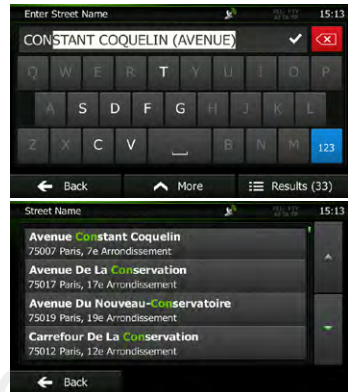 Enter Street Name 15:13
CONSTANT COQUELIN (AVENUE)
Q W E R T Y U I O P
A S D F G H J K L
Z X C V B N M 123
Back More Results (33)
Street Name 15:13
Avenue Constant Coquelin
75007 Paris, 7e Arrondissement
Avenue De La Conservation
75017 Paris, 17e Arrondissement
Avenue Du Nouveau-Conservatoire
75019 Paris, 19e Arrondissement
Carrefour De La Conservation
75012 Paris, 12e Arrondissement
Back